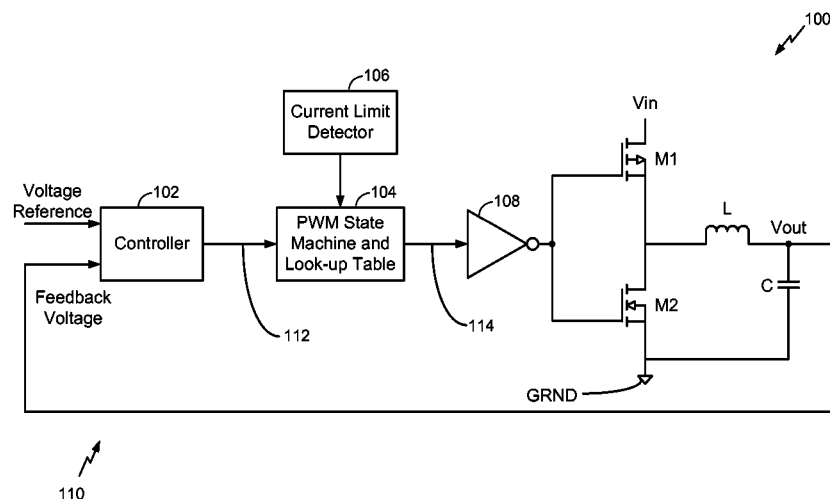 100
106
Current Limit
Detector
Vin
M1
Voltage
Reference
102
Controller
104
PWM State
Machine and
Look-up Table
108
L
Vout
Feedback
Voltage
112
114
M2
C
GRND
110